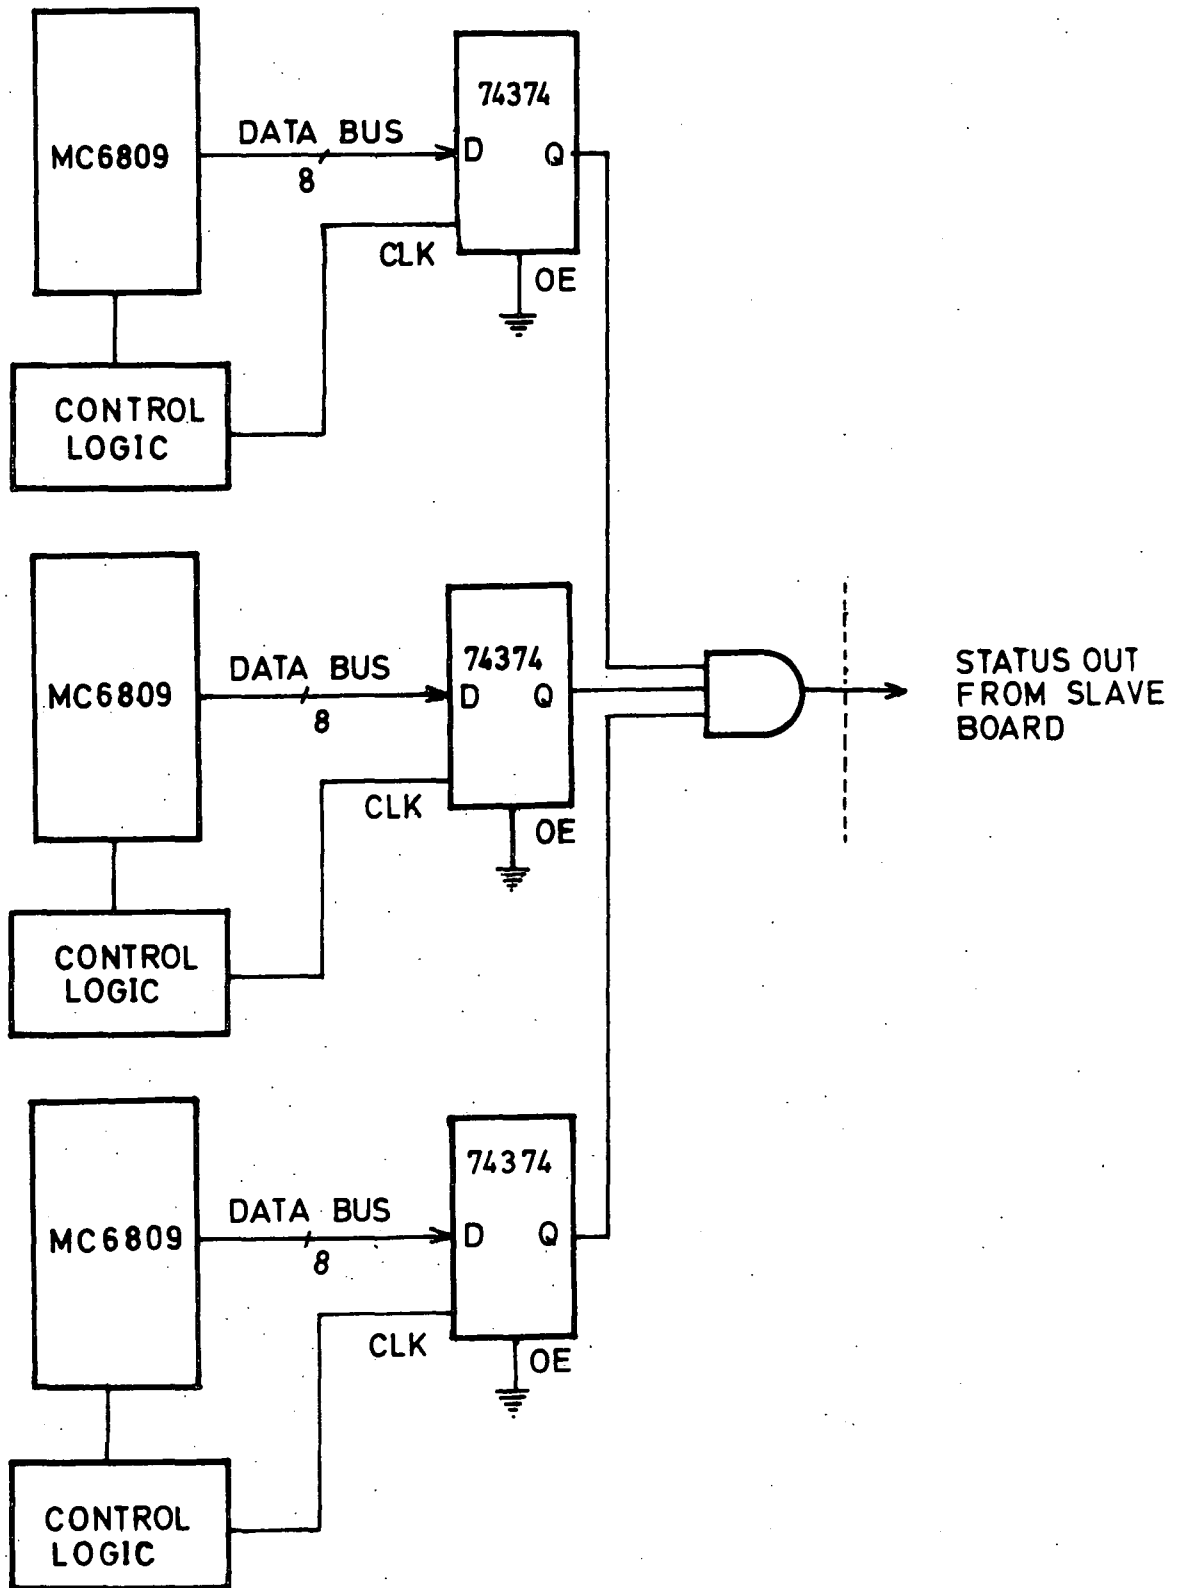 74374
DATA BUS
MC6809
D
Q
8
CLK
OE
CONTROL
LOGIC
74374
DATA BUS
MC6809
D
Q
8
STATUS OUT
FROM SLAVE
BOARD
CLK
OE
CONTROL
LOGIC
74374
DATA BUS
MC6809
D
Q
8
CLK
OE
CONTROL
LOGIC